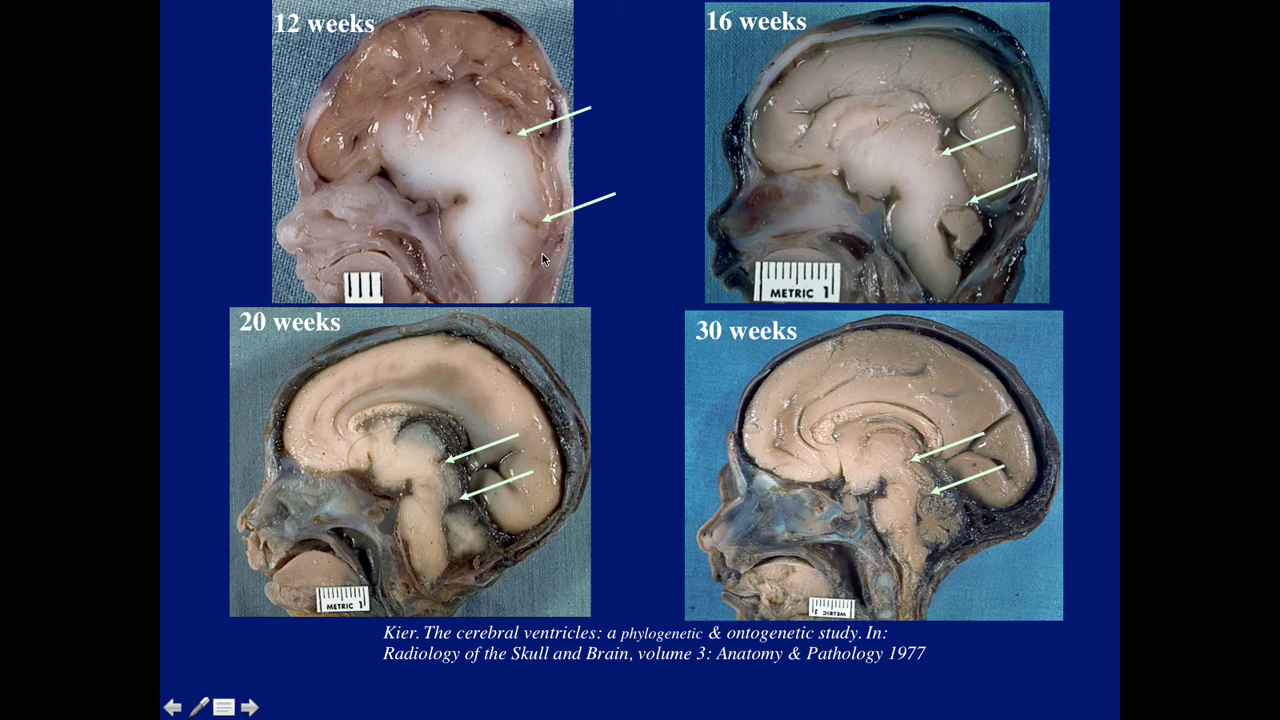 12 weeks
16 weeks
METRIC 1
20 weeks
30 weeks
METRIC 1
METRIC 1
Kier. The cerebral ventricles: a phylogenetic & ontogenetic study. In:
Radiology of the Skull and Brain, volume 3: Anatomy & Pathology 1977